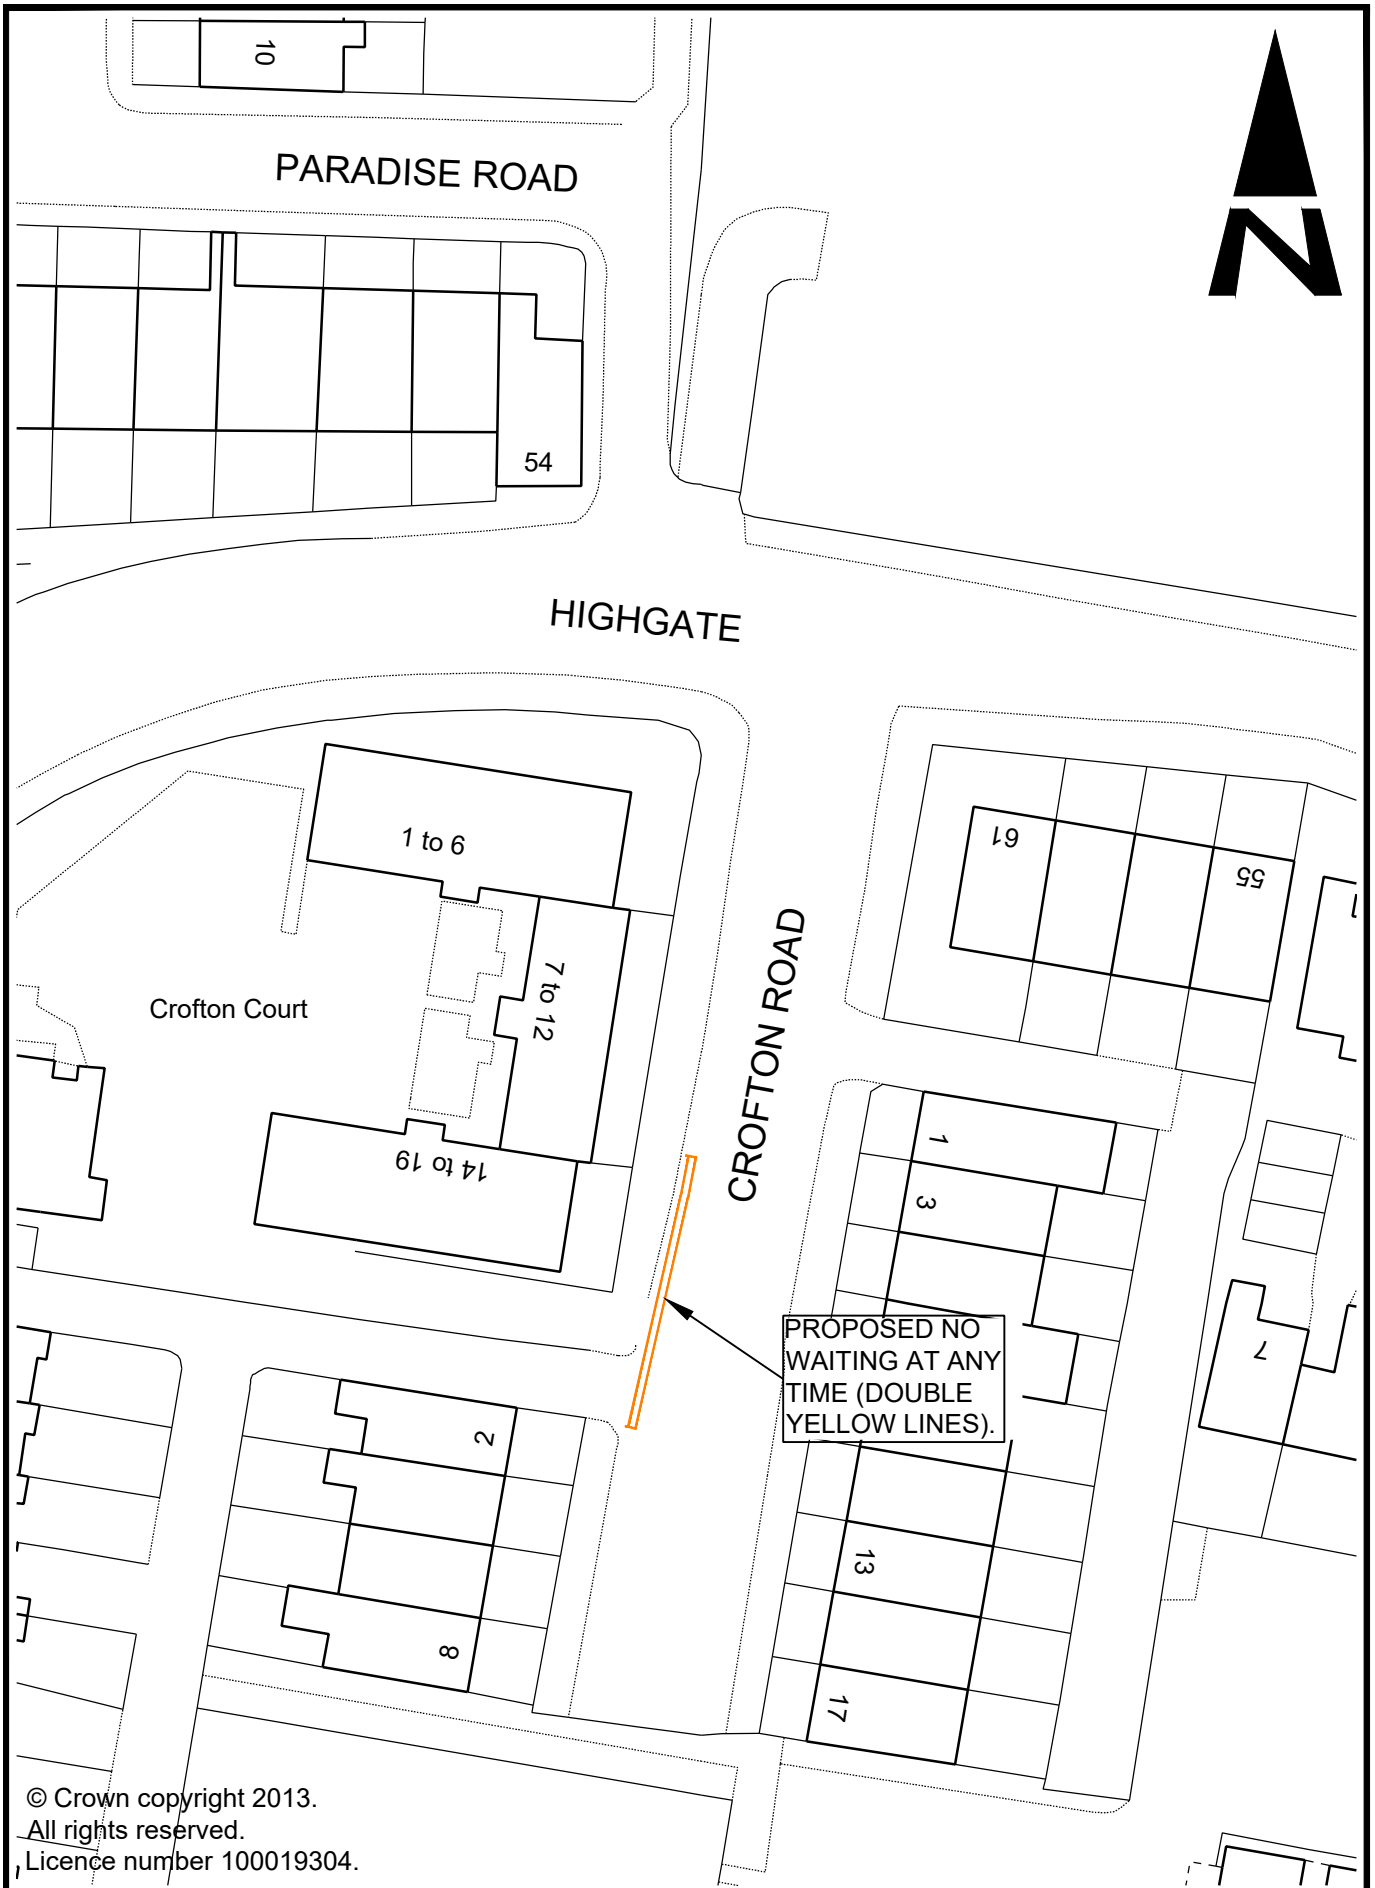 10
N
PARADISE ROAD
54
HIGHGATE
1 to 6
61
55
7 to 12
Crofton Court
CROFTON ROAD
14 to 19
1
3
PROPOSED NO
WAITING AT ANY
TIME (DOUBLE
YELLOW LINES).
7
2
13
8
17
© Crown copyright 2013.
All rights reserved.
Licence number 100019304.